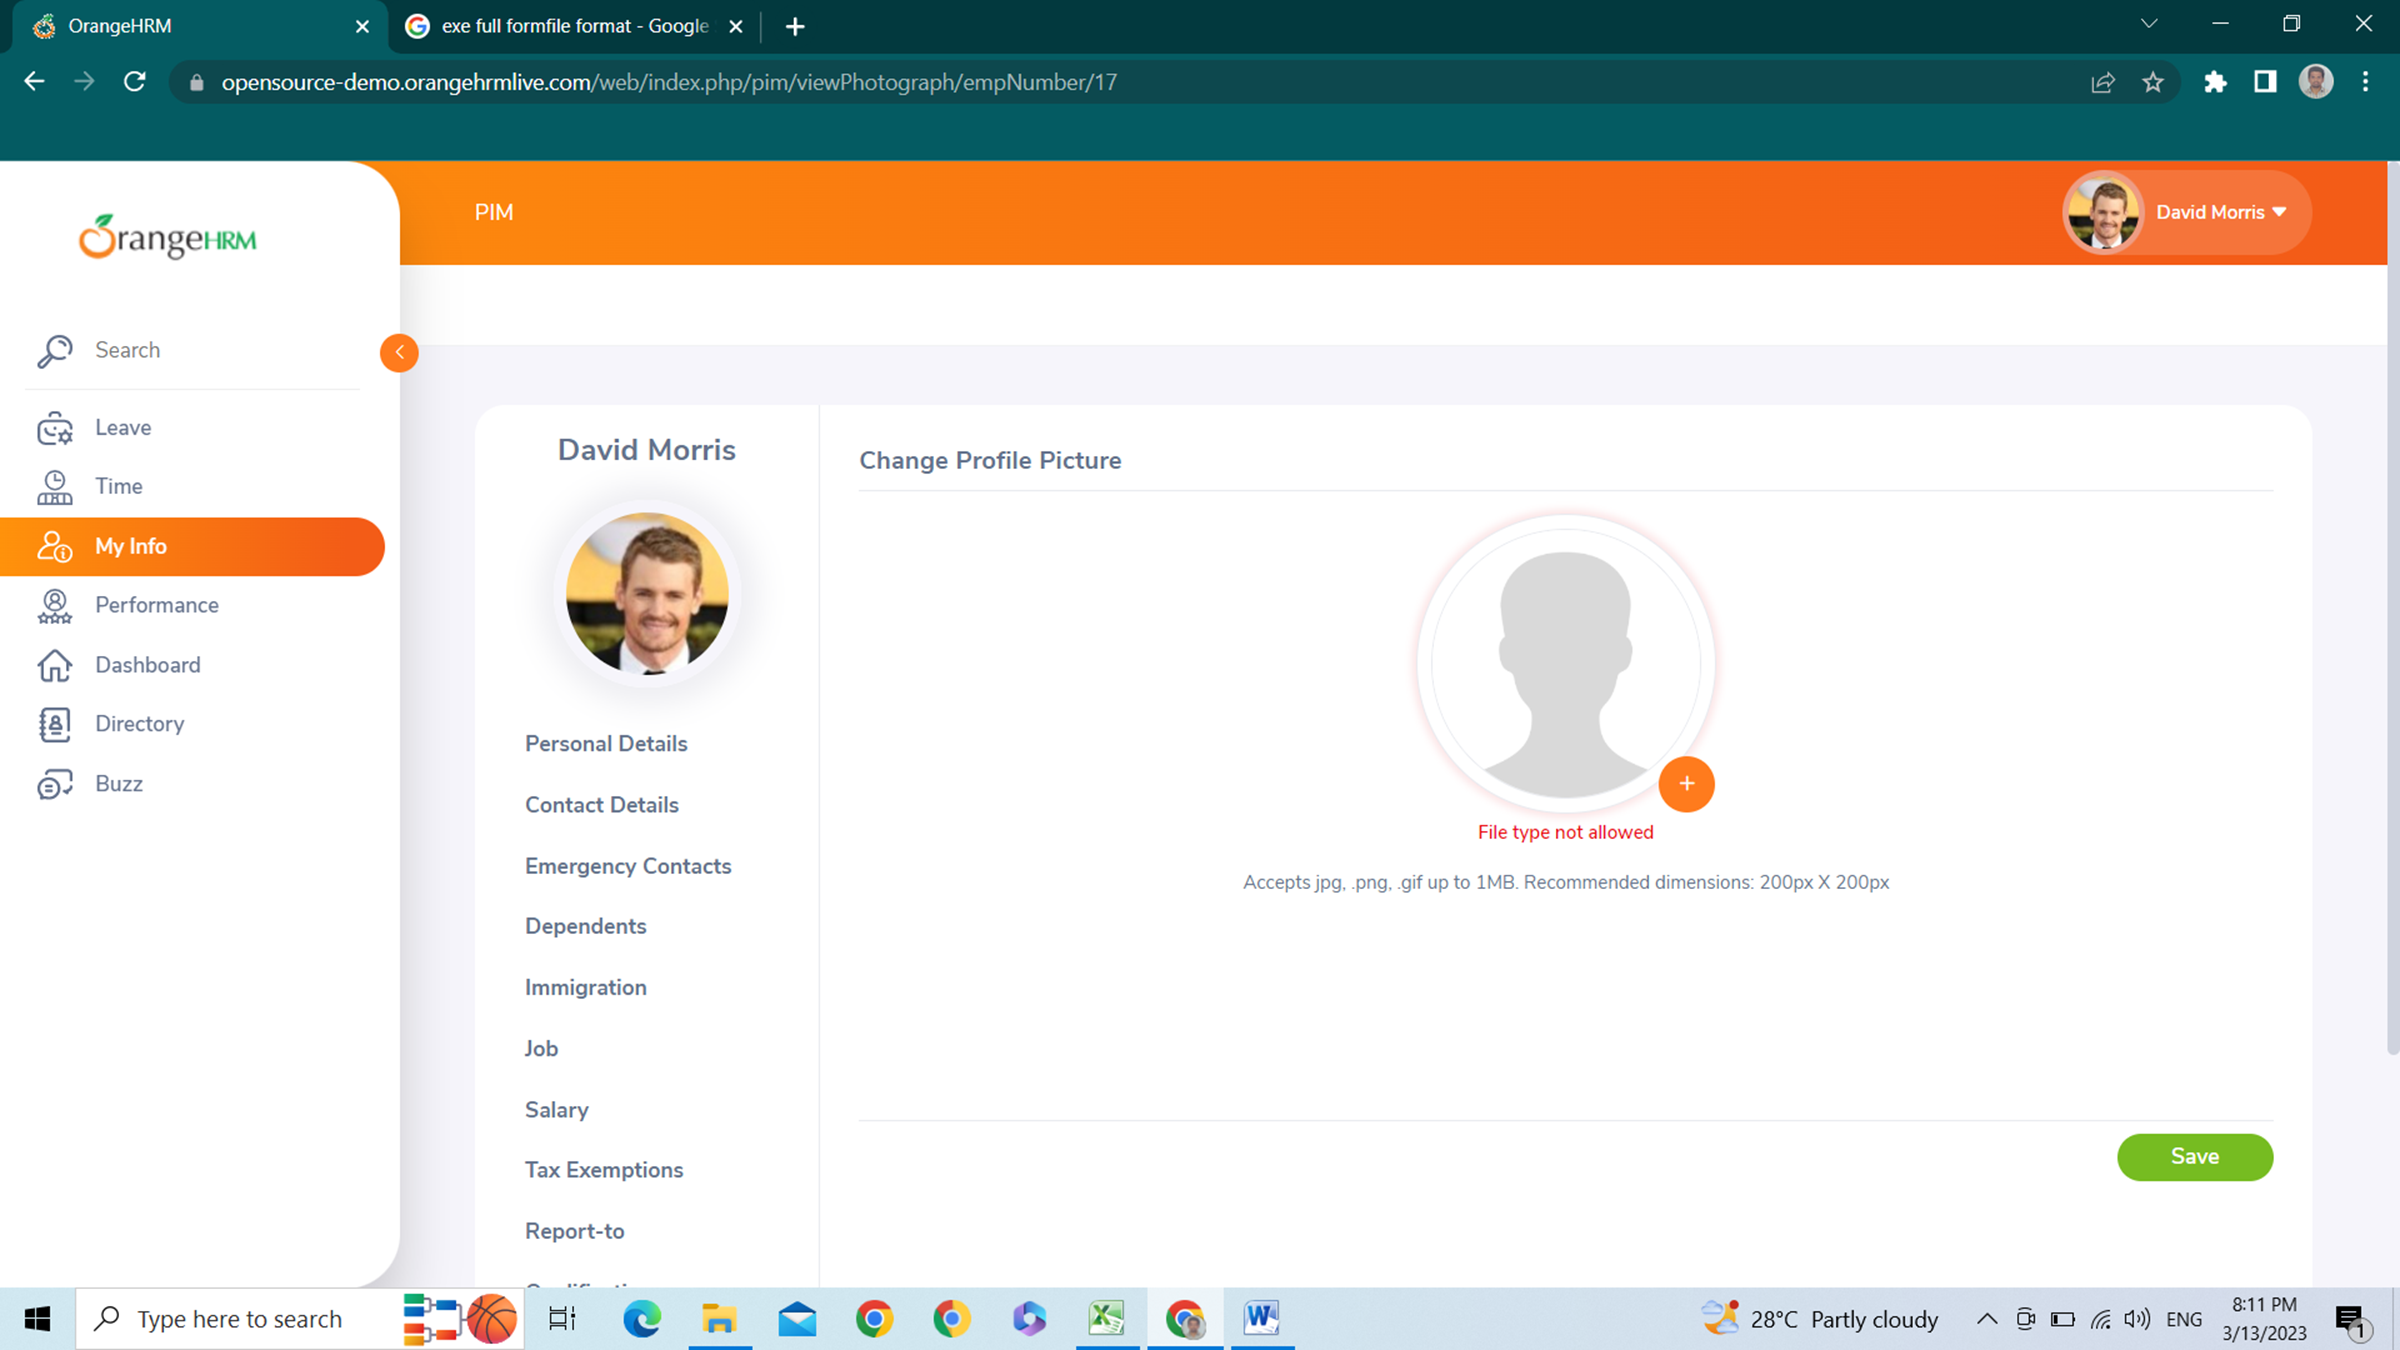 OrangeHRM
exe full formfile format - Google
opensource-demo.orangehrmlive.com/web/index.php/pim/viewPhotograph/empNumber/17
OrangeHRM
PIM
David Morris
Search
Leave
Time
My Info
Performance
Dashboard
Directory
Buzz
David Morris
Personal Details
Contact Details
Emergency Contacts
Dependents
Immigration
Job
Salary
Tax Exemptions
Report-to
Change Profile Picture
+
File type not allowed
Accepts jpg, .png, .gif up to 1MB. Recommended dimensions: 200px X 200px
Save
Type here to search
28°C Partly cloudy
ENG
8:11 PM
3/13/2023
1